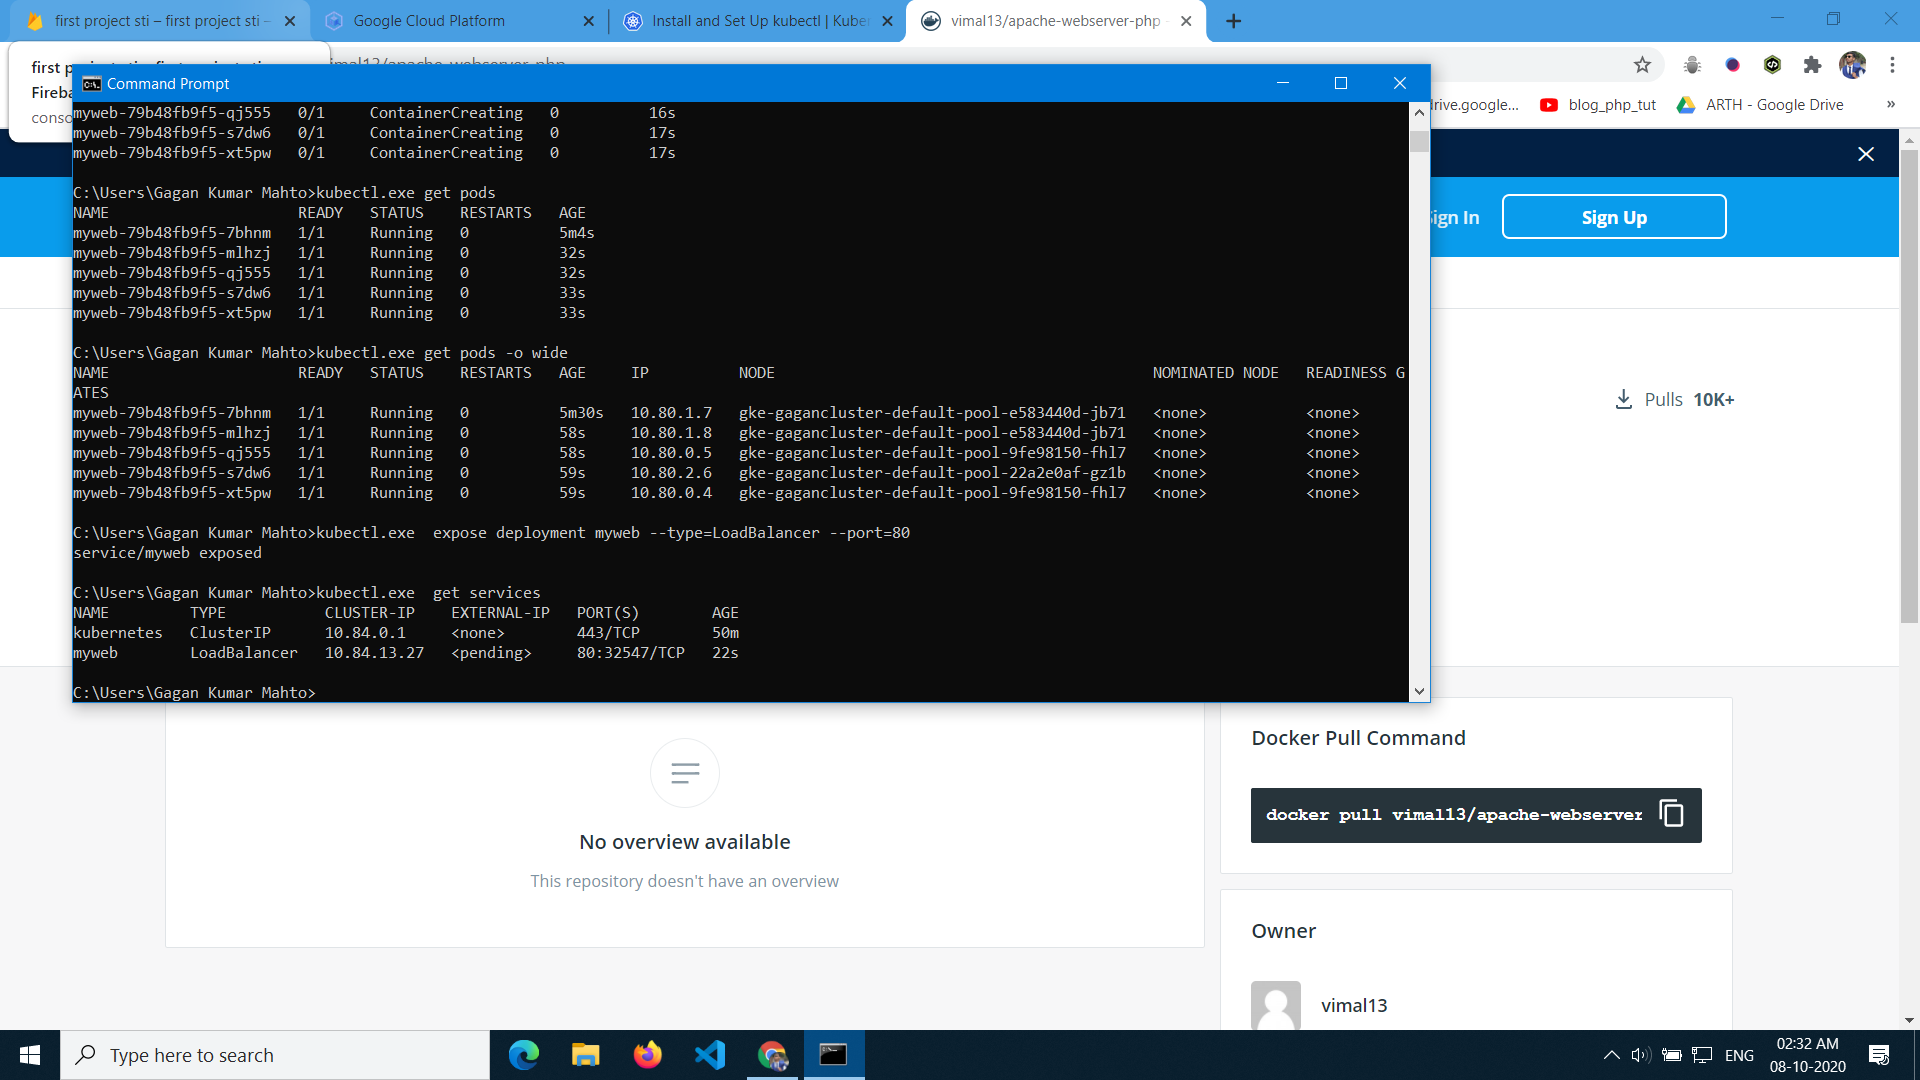 first project sti – first project sti –
Google Cloud Platform
Install and Set Up kubectl | Kube
vimal13/apache-webserver-php
first
Fireba
conso
rive.google...
blog_php_tut
ARTH - Google Drive
»
Command Prompt
myweb-79b48fb9f5-qj555 0/1 ContainerCreating 0 16s
myweb-79b48fb9f5-s7dw6 0/1 ContainerCreating 0 17s
myweb-79b48fb9f5-xt5pw 0/1 ContainerCreating 0 17s
C:\Users\Gagan Kumar Mahto>kubectl.exe get pods
NAME READY STATUS RESTARTS AGE
myweb-79b48fb9f5-7bhnm 1/1 Running 0 5m4s
myweb-79b48fb9f5-mlhzj 1/1 Running 0 32s
myweb-79b48fb9f5-qj555 1/1 Running 0 32s
myweb-79b48fb9f5-s7dw6 1/1 Running 0 33s
myweb-79b48fb9f5-xt5pw 1/1 Running 0 33s
C:\Users\Gagan Kumar Mahto>kubectl.exe get pods -o wide
NAME READY STATUS RESTARTS AGE IP NODE NOMINATED NODE READINESS G
ATES
myweb-79b48fb9f5-7bhnm 1/1 Running 0 5m30s 10.80.1.7 gke-gagancluster-default-pool-e583440d-jb71 <none> <none>
myweb-79b48fb9f5-mlhzj 1/1 Running 0 58s 10.80.1.8 gke-gagancluster-default-pool-e583440d-jb71 <none> <none>
myweb-79b48fb9f5-qj555 1/1 Running 0 58s 10.80.0.5 gke-gagancluster-default-pool-9fe98150-fhl7 <none> <none>
myweb-79b48fb9f5-s7dw6 1/1 Running 0 59s 10.80.2.6 gke-gagancluster-default-pool-22a2e0af-gz1b <none> <none>
myweb-79b48fb9f5-xt5pw 1/1 Running 0 59s 10.80.0.4 gke-gagancluster-default-pool-9fe98150-fhl7 <none> <none>
C:\Users\Gagan Kumar Mahto>kubectl.exe  expose deployment myweb --type=LoadBalancer --port=80
service/myweb exposed
C:\Users\Gagan Kumar Mahto>kubectl.exe  get services
NAME TYPE CLUSTER-IP EXTERNAL-IP PORT(S) AGE
kubernetes ClusterIP 10.84.0.1 <none> 443/TCP 50m
myweb LoadBalancer 10.84.13.27 <pending> 80:32547/TCP 22s
C:\Users\Gagan Kumar Mahto>
Sign In
Sign Up
Pulls 10K+
No overview available
This repository doesn't have an overview
Docker Pull Command
docker pull vimal13/apache-webserver
Owner
vimal13
Type here to search
ENG
02:32 AM
08-10-2020